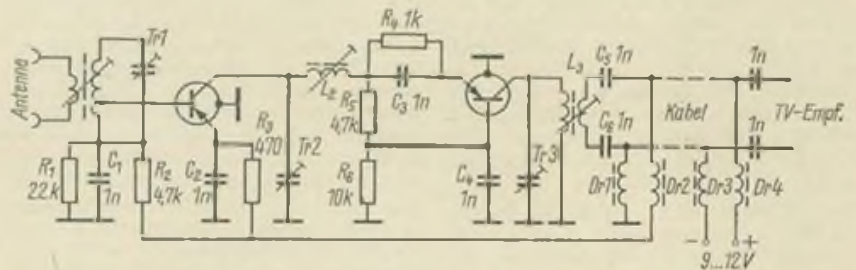 Antenne
Tr1
R₁
22k
C₁
1n
R₂
4,7k
C₂
1n
R₃
470
Tr2
L₂
R₄ 1k
C₃ 1n
R₅
4,7k
R₆
10k
C₄
1n
Tr3
L₃
C₅ 1n
C₆ 1n
Kabel
1n
1n
TV-Empf.
Dr1
Dr2
Dr3
Dr4
− +
9...12V